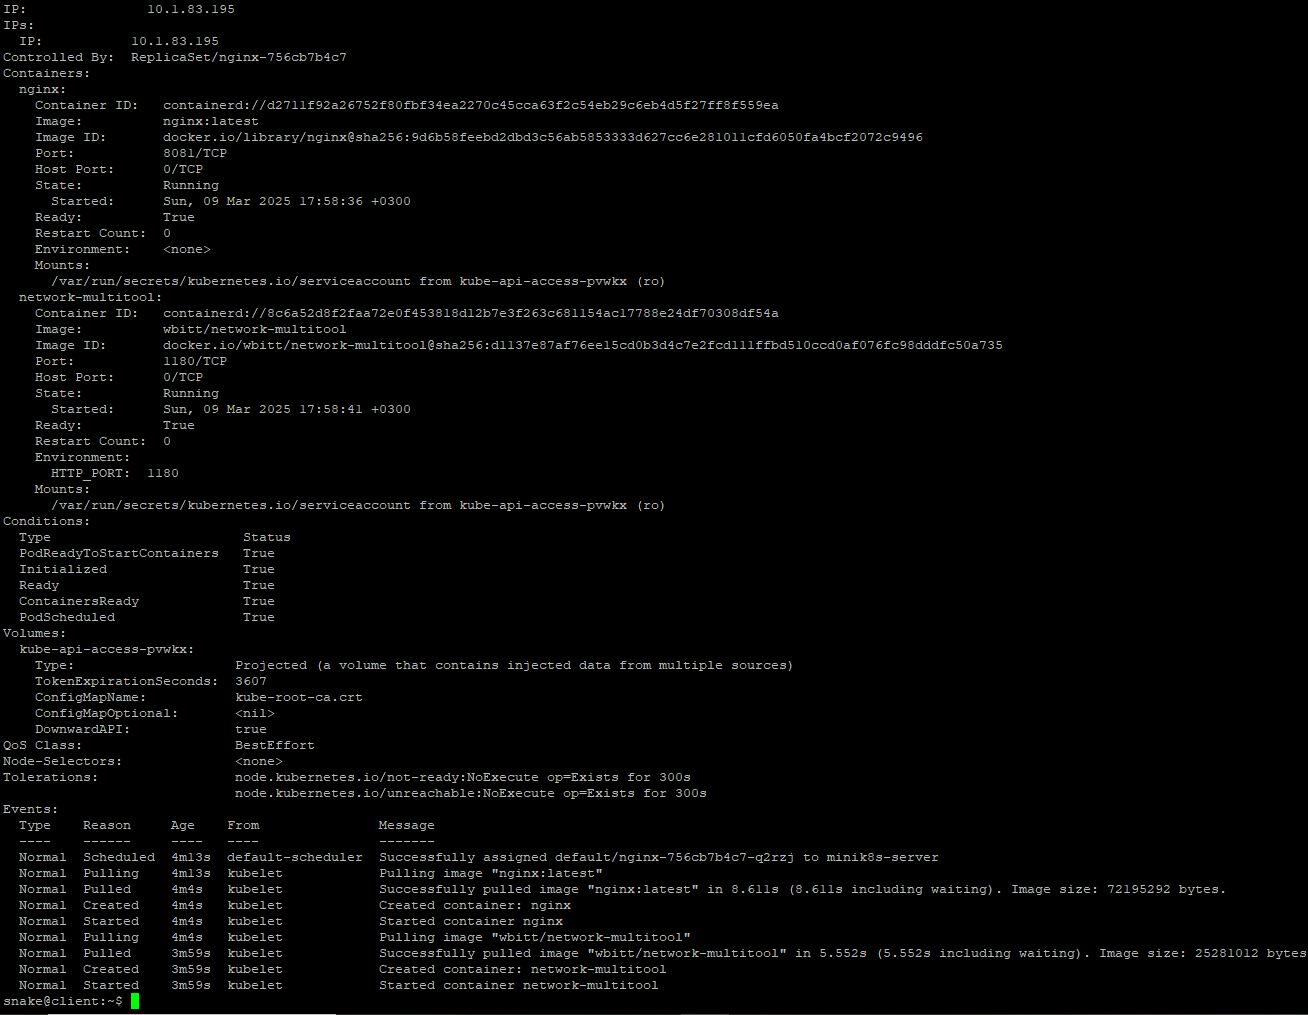 IP:               10.1.83.195
IPs:
  IP:           10.1.83.195
Controlled By:  ReplicaSet/nginx-756cb7b4c7
Containers:
  nginx:
    Container ID:   containerd://d2711f92a26752f80fbf34ea2270c45cca63f2c54eb29c6eb4d5f27ff8f559ea
    Image:          nginx:latest
    Image ID:       docker.io/library/nginx@sha256:9d6b58feebd2dbd3c56ab5853333d627cc6e281011cfd6050fa4bcf2072c9496
    Port:           8081/TCP
    Host Port:      0/TCP
    State:          Running
      Started:      Sun, 09 Mar 2025 17:58:36 +0300
    Ready:          True
    Restart Count:  0
    Environment:    <none>
    Mounts:
      /var/run/secrets/kubernetes.io/serviceaccount from kube-api-access-pvwkx (ro)
  network-multitool:
    Container ID:   containerd://8c6a52d8f2faa72e0f453818d12b7e3f263c681154ac17788e24df70308df54a
    Image:          wbitt/network-multitool
    Image ID:       docker.io/wbitt/network-multitool@sha256:d1137e87af76ee15cd0b3d4c7e2fcd111ffbd510ccd0af076fc98dddfc50a735
    Port:           1180/TCP
    Host Port:      0/TCP
    State:          Running
      Started:      Sun, 09 Mar 2025 17:58:41 +0300
    Ready:          True
    Restart Count:  0
    Environment:
      HTTP_PORT:  1180
    Mounts:
      /var/run/secrets/kubernetes.io/serviceaccount from kube-api-access-pvwkx (ro)
Conditions:
  Type                        Status
  PodReadyToStartContainers   True
  Initialized                 True
  Ready                       True
  ContainersReady             True
  PodScheduled                True
Volumes:
  kube-api-access-pvwkx:
    Type:                    Projected (a volume that contains injected data from multiple sources)
    TokenExpirationSeconds:  3607
    ConfigMapName:           kube-root-ca.crt
    ConfigMapOptional:       <nil>
    DownwardAPI:             true
QoS Class:                   BestEffort
Node-Selectors:              <none>
Tolerations:                 node.kubernetes.io/not-ready:NoExecute op=Exists for 300s
                             node.kubernetes.io/unreachable:NoExecute op=Exists for 300s
Events:
  Type    Reason     Age    From               Message
  ----    ------     ----   ----               -------
  Normal  Scheduled  4m13s  default-scheduler  Successfully assigned default/nginx-756cb7b4c7-q2rzj to minik8s-server
  Normal  Pulling    4m13s  kubelet            Pulling image "nginx:latest"
  Normal  Pulled     4m4s   kubelet            Successfully pulled image "nginx:latest" in 8.611s (8.611s including waiting). Image size: 72195292 bytes.
  Normal  Created    4m4s   kubelet            Created container: nginx
  Normal  Started    4m4s   kubelet            Started container nginx
  Normal  Pulling    4m4s   kubelet            Pulling image "wbitt/network-multitool"
  Normal  Pulled     3m59s  kubelet            Successfully pulled image "wbitt/network-multitool" in 5.552s (5.552s including waiting). Image size: 25281012 bytes
  Normal  Created    3m59s  kubelet            Created container: network-multitool
  Normal  Started    3m59s  kubelet            Started container network-multitool
snake@client:~$